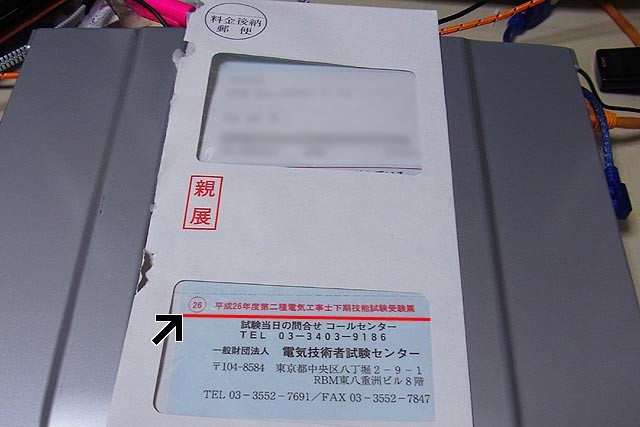 料金後納
郵便
親
展
26 平成26年度第二種電気工事士下期技能試験受験票
試験当日の問合せ コールセンター
TEL 03-3403-9186
一般財団法人 電気技術者試験センター
〒104-8584 東京都中央区八丁堀2-9-1
RBM東八重洲ビル8階
TEL 03-3552-7691/FAX 03-3552-7847